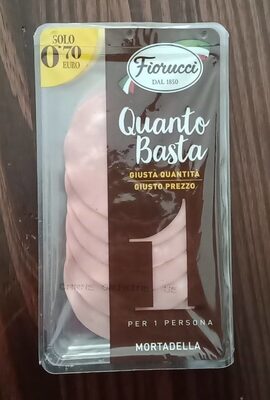 SOLO
0,70
EURO
Fiorucci
DAL 1850
Quanto
Basta
GIUSTA QUANTITÀ
GIUSTO PREZZO
1
PER 1 PERSONA
MORTADELLA